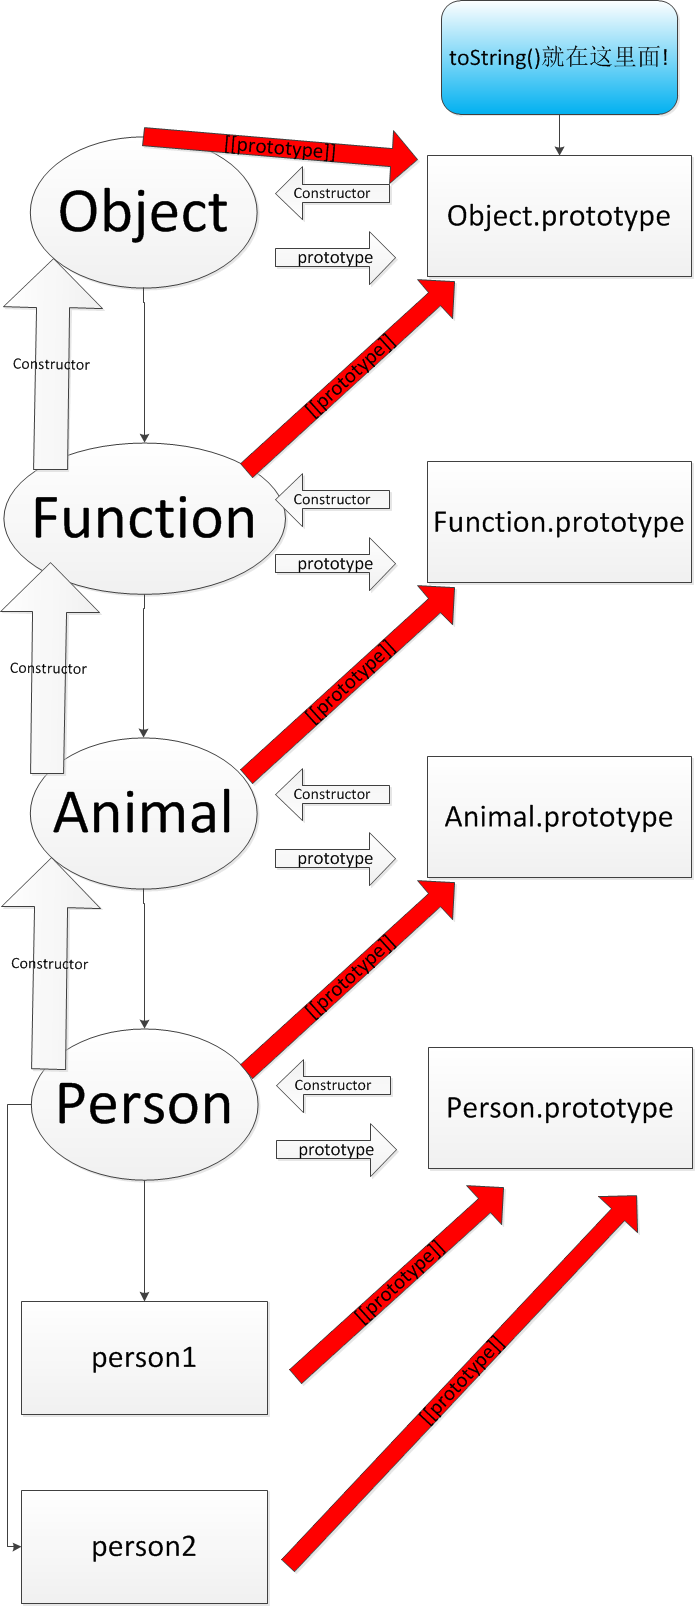 toString()就在这里面!
[[prototype]]
Object
Constructor
prototype
Object.prototype
Constructor
[[prototype]]
Function
Constructor
prototype
Function.prototype
Constructor
[[prototype]]
Animal
Constructor
prototype
Animal.prototype
Constructor
[[prototype]]
Person
Constructor
prototype
Person.prototype
[[prototype]]
person1
[[prototype]]
person2